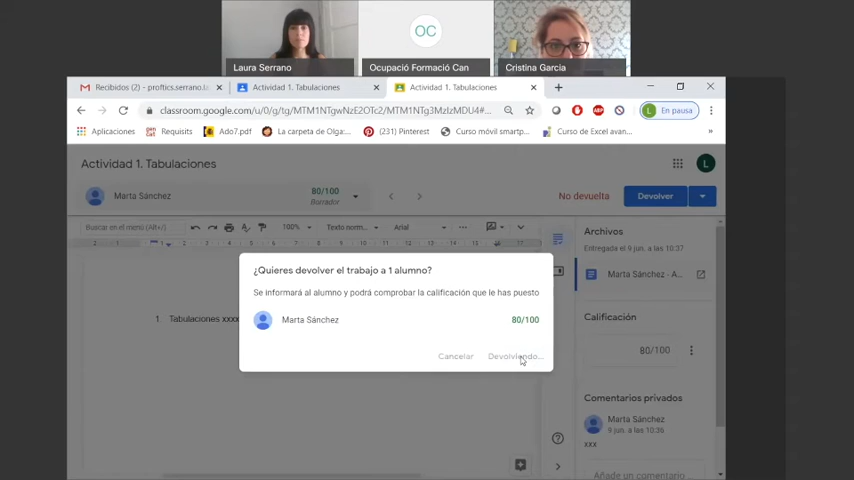 OC
Laura Serrano
Ocupació Formació Can
Cristina Garcia
Recibidos (2) - proftics.serrano.la
Actividad 1. Tabulaciones
Actividad 1. Tabulaciones
classroom.google.com/u/0/g/tg/MTM1NTgwNzE2OTc2/MTM1NTg3MzIzMDU4#...
ABP
L
En pausa
Aplicaciones
gen
cat
Requisits
Ado7.pdf
La carpeta de Olga:...
(231) Pinterest
Curso móvil smartp...
Curso de Excel avan...
»
Actividad 1. Tabulaciones
L
Marta Sánchez
80/100
Borrador
No devuelta
Devolver
Buscar en el menú (Alt+/)
100%
Texto norm...
Arial
Archivos
Entregada el 9 jun. a las 10:37
Marta Sánchez - A...
¿Quieres devolver el trabajo a 1 alumno?
Se informará al alumno y podrá comprobar la calificación que le has puesto
Marta Sánchez
80/100
Cancelar
Devolviendo...
1. Tabulaciones xxxx
Calificación
80/100
Comentarios privados
Marta Sánchez
9 jun. a las 10:36
xxx
Añade un comentario...